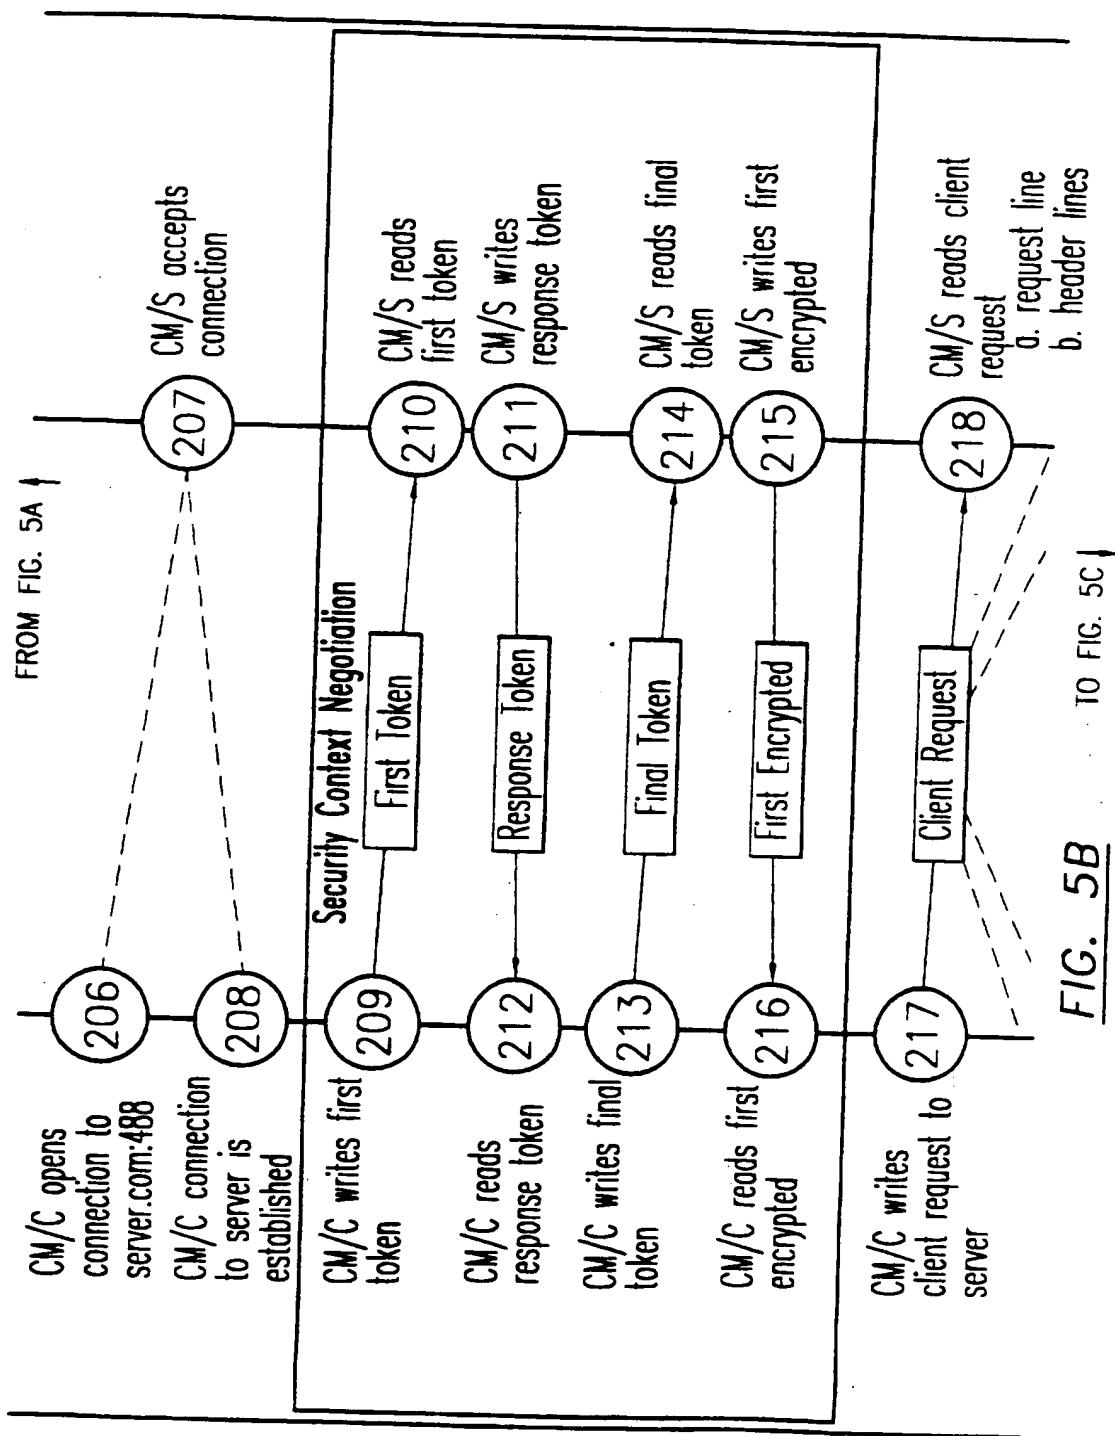 FROM FIG. 5A
206
CM/C opens
connection to
server.com:488
207
CM/S accepts
connection
208
CM/C connection
to server is
established
Security Context Negotiation
209
CM/C writes first
token
First Token
210
CM/S reads
first token
211
CM/S writes
response token
Response Token
212
CM/C reads
response token
213
CM/C writes final
token
Final Token
214
CM/S reads final
token
215
CM/S writes first
encrypted
First Encrypted
216
CM/C reads first
encrypted
217
CM/C writes
client request to
server
Client Request
218
CM/S reads client
request
a. request line
b. header lines
TO FIG. 5C
FIG. 5B